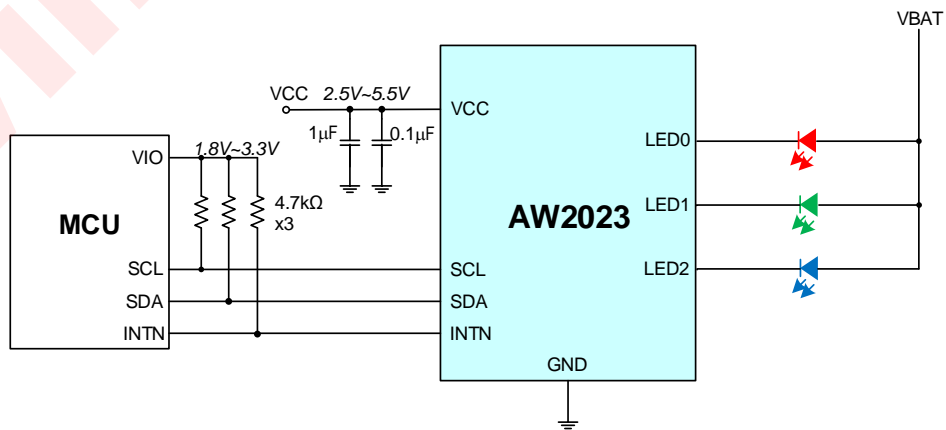 VBAT
VCC 2.5V~5.5V
VCC
1μF
0.1μF
LED0
VIO
1.8V~3.3V
4.7kΩ
x3
MCU
AW2023
LED1
SCL
SCL
LED2
SDA
SDA
INTN
INTN
GND